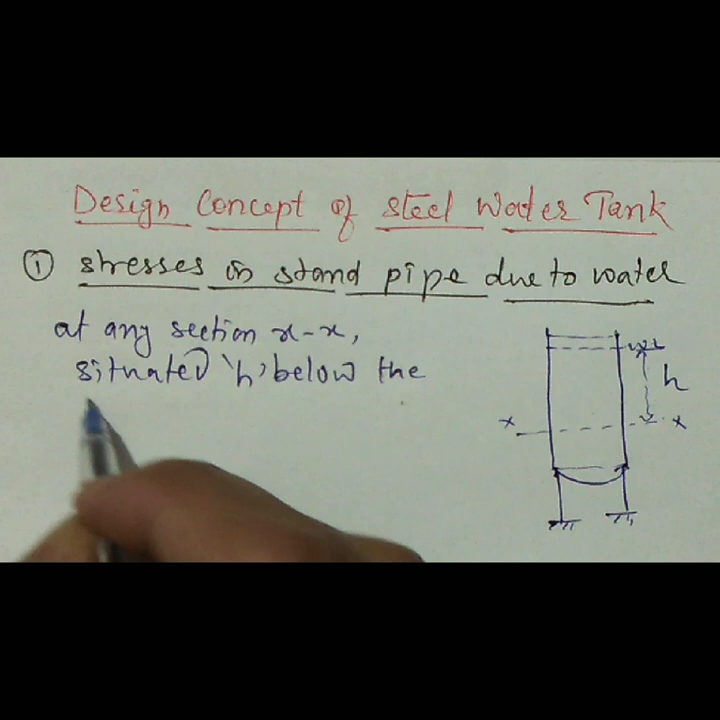 Design Concept of steel Water Tank
① stresses in stand pipe due to water
at any section x-x,
situated 'h' below the
h
x x